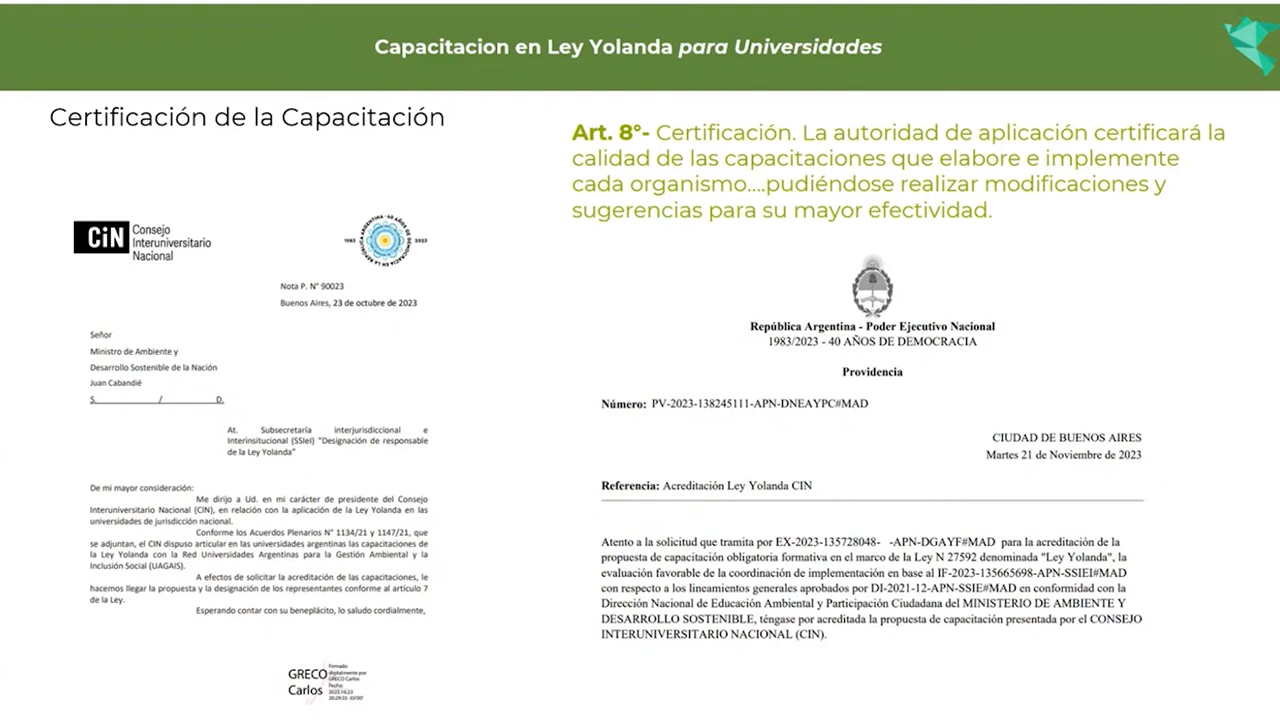 Capacitacion en Ley Yolanda para Universidades
Certificación de la Capacitación
CiN Consejo
Interuniversitario
Nacional
1983 2023
Nota P. N° 90023
Buenos Aires, 23 de octubre de 2023
Señor
Ministro de Ambiente y
Desarrollo Sostenible de la Nación
Juan Cabandié
S. / D.
At. Subsecretaría interjurisdiccional e
Interinsitucional (SSIeI) "Designación de responsable
de la Ley Yolanda"
De mi mayor consideración:
Me dirijo a Ud. en mi carácter de presidente del Consejo
Interuniversitario Nacional (CIN), en relación con la aplicación de la Ley Yolanda en las
universidades de jurisdicción nacional.
Conforme los Acuerdos Plenarios N° 1134/21 y 1147/21, que
se adjuntan, el CIN dispuso articular en las universidades argentinas las capacitaciones de
la Ley Yolanda con la Red Universidades Argentinas para la Gestión Ambiental y la
Inclusión Social (UAGAIS).
A efectos de solicitar la acreditación de las capacitaciones, le
hacemos llegar la propuesta y la designación de los representantes conforme al artículo 7
de la Ley.
Esperando contar con su beneplácito, lo saludo cordialmente,
GRECO
Carlos
Firmado
digitalmente por
GRECO Carlos
Fecha:
2023.10.23
Art. 8°- Certificación. La autoridad de aplicación certificará la
calidad de las capacitaciones que elabore e implemente
cada organismo....pudiéndose realizar modificaciones y
sugerencias para su mayor efectividad.
República Argentina - Poder Ejecutivo Nacional
1983/2023 - 40 AÑOS DE DEMOCRACIA
Providencia
Número: PV-2023-138245111-APN-DNEAYPC#MAD
CIUDAD DE BUENOS AIRES
Martes 21 de Noviembre de 2023
Referencia: Acreditación Ley Yolanda CIN
Atento a la solicitud que tramita por EX-2023-135728048- -APN-DGAYF#MAD para la acreditación de la
propuesta de capacitación obligatoria formativa en el marco de la Ley N 27592 denominada "Ley Yolanda", la
evaluación favorable de la coordinación de implementación en base al IF-2023-135665698-APN-SSIEI#MAD
con respecto a los lineamientos generales aprobados por DI-2021-12-APN-SSIE#MAD en conformidad con la
Dirección Nacional de Educación Ambiental y Participación Ciudadana del MINISTERIO DE AMBIENTE Y
DESARROLLO SOSTENIBLE, téngase por acreditada la propuesta de capacitación presentada por el CONSEJO
INTERUNIVERSITARIO NACIONAL (CIN).